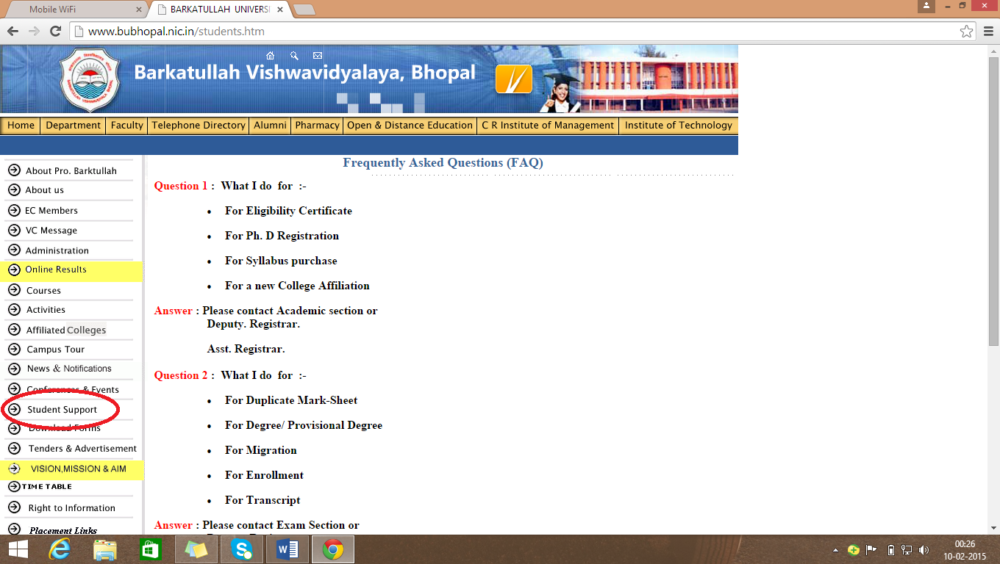 Mobile WiFi
BARKATULLAH UNIVERSI
www.bubhopal.nic.in/students.htm
Barkatullah Vishwavidyalaya, Bhopal
Home Department Faculty Telephone Directory Alumni Pharmacy Open & Distance Education C R Institute of Management Institute of Technology
About Pro. Barktullah
About us
EC Members
VC Message
Administration
Online Results
Courses
Activities
Affiliated Colleges
Campus Tour
News & Notifications
Conferences & Events
Student Support
Download Forms
Tenders & Advertisement
VISION,MISSION & AIM
TIME TABLE
Right to Information
Placement Links
Frequently Asked Questions (FAQ)
Question 1 : What I do for :-
• For Eligibility Certificate
• For Ph. D Registration
• For Syllabus purchase
• For a new College Affiliation
Answer : Please contact Academic section or
Deputy. Registrar.
Asst. Registrar.
Question 2 : What I do for :-
• For Duplicate Mark-Sheet
• For Degree/ Provisional Degree
• For Migration
• For Enrollment
• For Transcript
Answer : Please contact Exam Section or
00:26
10-02-2015